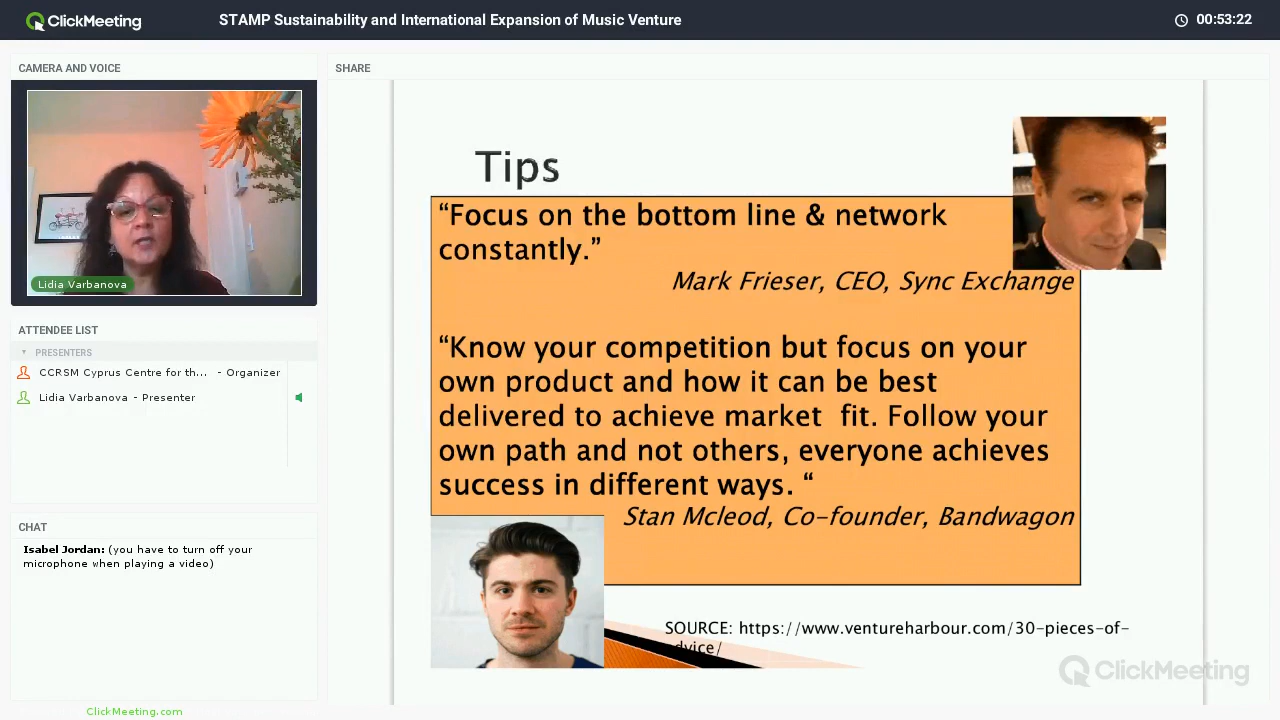 ClickMeeting
STAMP Sustainability and International Expansion of Music Venture
00:53:22
CAMERA AND VOICE
Lidia Varbanova
ATTENDEE LIST
PRESENTERS
CCRSM Cyprus Centre for th... - Organizer
Lidia Varbanova - Presenter
CHAT
Isabel Jordan: (you have to turn off your
microphone when playing a video)
ClickMeeting.com
SHARE
Tips
“Focus on the bottom line & network
constantly.”
Mark Frieser, CEO, Sync Exchange
“Know your competition but focus on your
own product and how it can be best
delivered to achieve market fit. Follow your
own path and not others, everyone achieves
success in different ways. “
Stan Mcleod, Co-founder, Bandwagon
SOURCE: https://www.ventureharbour.com/30-pieces-of-
dvice/
ClickMeeting